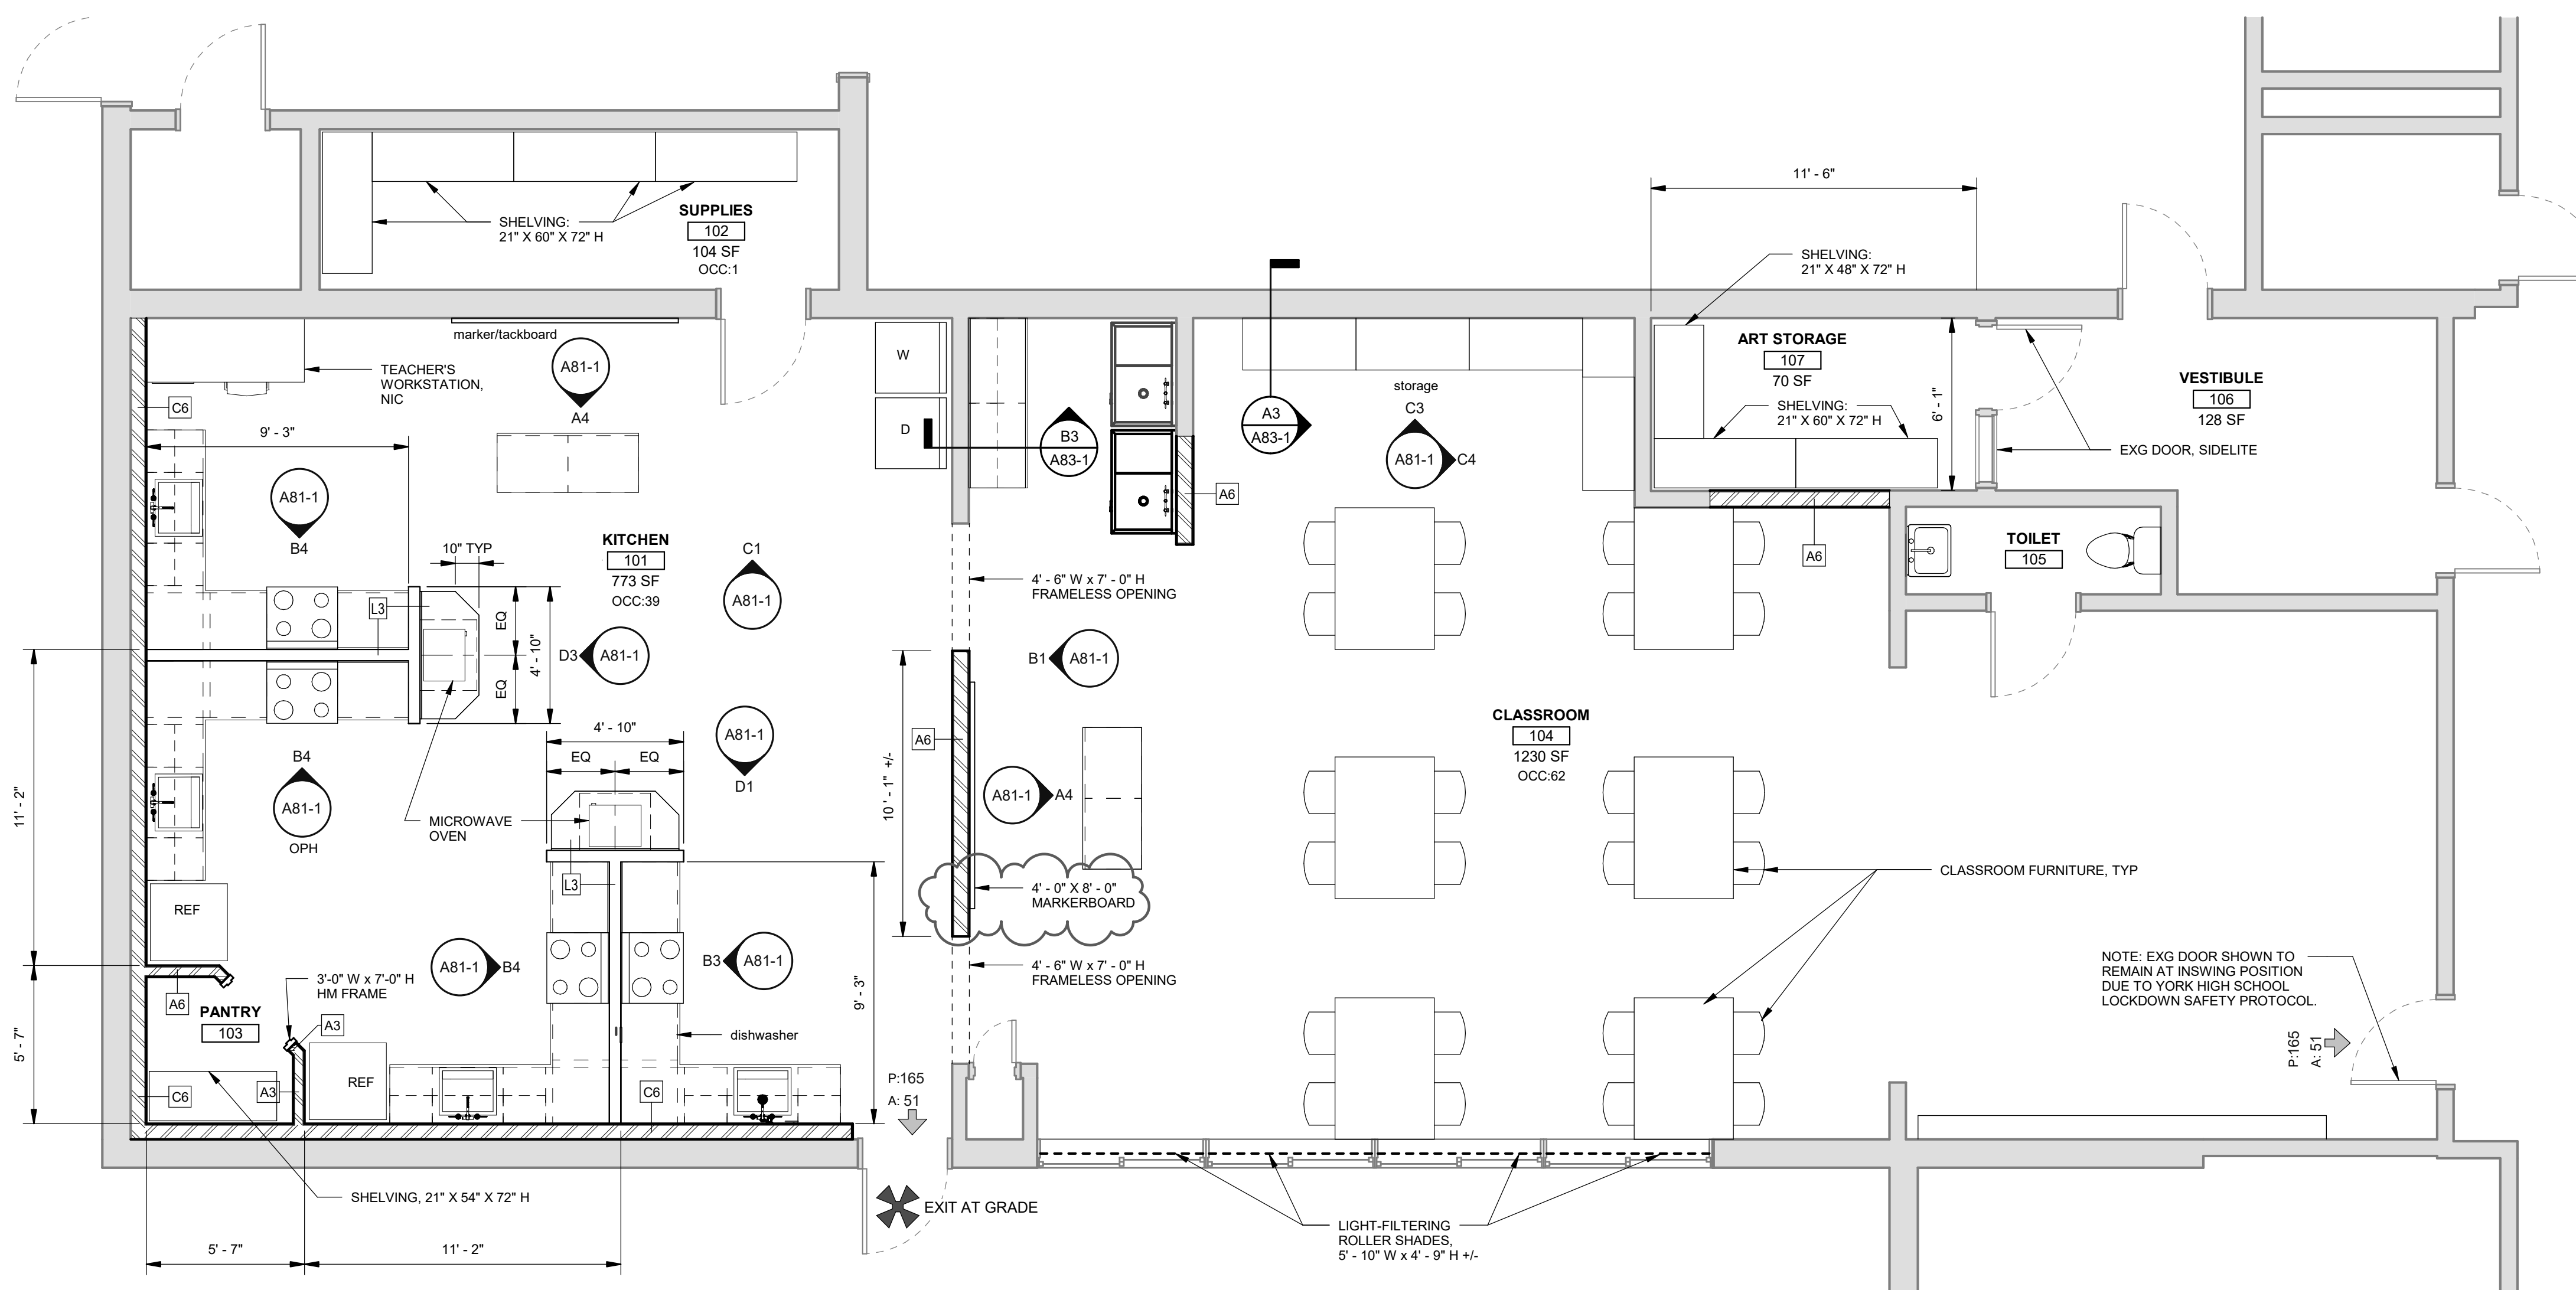 11' - 6"
SUPPLIES
102
104 SF
OCC:1
SHELVING:
21" X 60" X 72" H
SHELVING:
21" X 48" X 72" H
marker/tackboard
A81-1
A4
TEACHER'S
WORKSTATION,
NIC
C6
9' - 3"
A81-1
B4
W
D
B3
A83-1
A3
A83-1
storage
C3
A81-1
C4
A6
ART STORAGE
107
70 SF
SHELVING:
21" X 60" X 72" H
6' - 1"
VESTIBULE
106
128 SF
EXG DOOR, SIDELITE
A6
TOILET
105
10" TYP
KITCHEN
101
773 SF
OCC:39
C1
A81-1
L3
EQ
EQ
4' - 10"
D3
A81-1
4' - 6" W x 7' - 0" H
FRAMELESS OPENING
B1
A81-1
4' - 10"
EQ
EQ
A81-1
D1
A6
10 ' - 1" +/-
A81-1
A4
CLASSROOM
104
1230 SF
OCC:62
B4
A81-1
OPH
11' - 2"
MICROWAVE
OVEN
L3
4' - 0" X 8' - 0"
MARKERBOARD
CLASSROOM FURNITURE, TYP
REF
A81-1
B4
B3
A81-1
9' - 3"
4' - 6" W x 7' - 0" H
FRAMELESS OPENING
NOTE: EXG DOOR SHOWN TO
REMAIN AT INSWING POSITION
DUE TO YORK HIGH SCHOOL
LOCKDOWN SAFETY PROTOCOL.
3'-0" W x 7'-0" H
HM FRAME
A6
PANTRY
103
A3
5' - 7"
dishwasher
P:165
A: 51
REF
A3
C6
C6
P:165
A: 51
SHELVING, 21" X 54" X 72" H
EXIT AT GRADE
LIGHT-FILTERING
ROLLER SHADES,
5' - 10" W x 4' - 9" H +/-
5' - 7"
11' - 2"